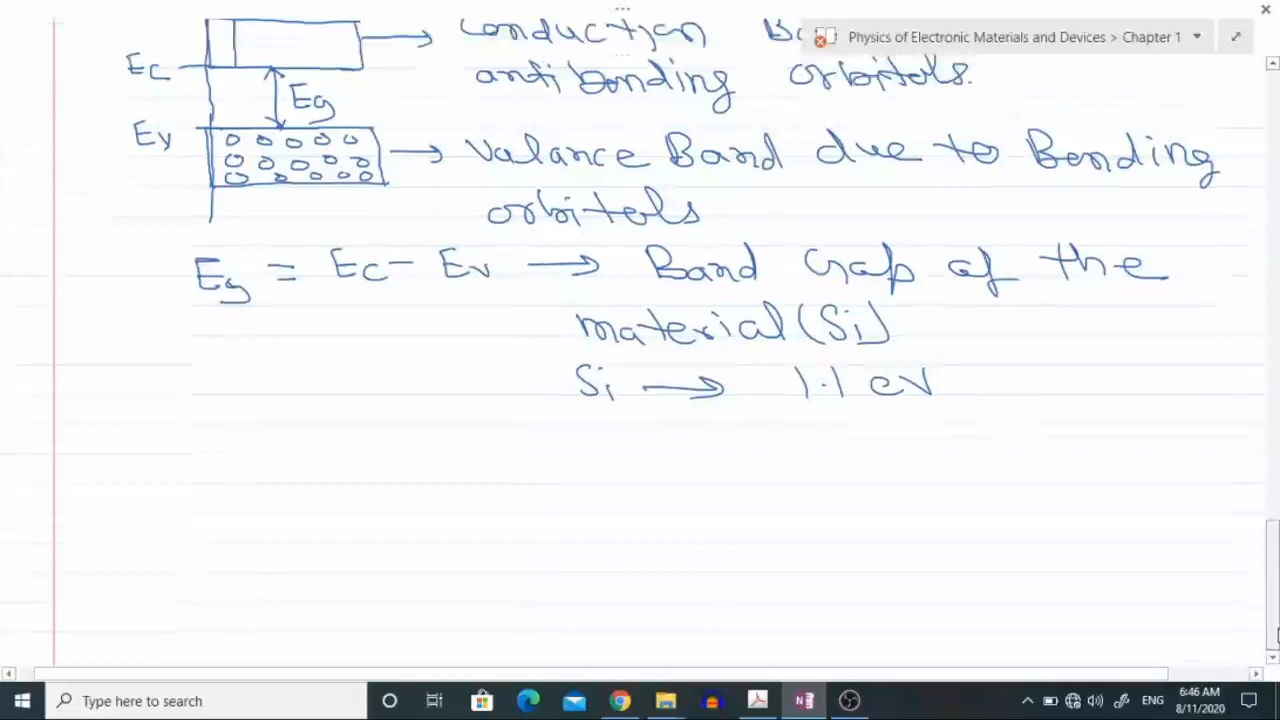 Physics of Electronic Materials and Devices > Chapter 1
Conduction
Ec antibonding orbitals.
Eg
Ev Valance Band due to Bonding
orbitals
Eg = Ec - Ev → Band Gap of the
material (Si)
Si → 1.1 eV
Type here to search
ENG
6:46 AM
8/11/2020